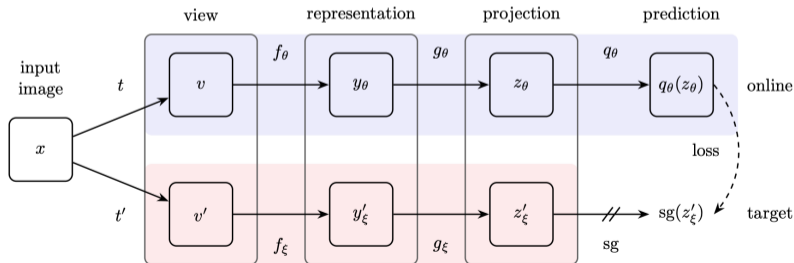 view representation projection prediction
input
image
t f_θ g_θ q_θ
x v y_θ z_θ q_θ(z_θ) online
loss
t′ v′ y′_ξ z′_ξ sg(z′_ξ) target
f_ξ g_ξ sg